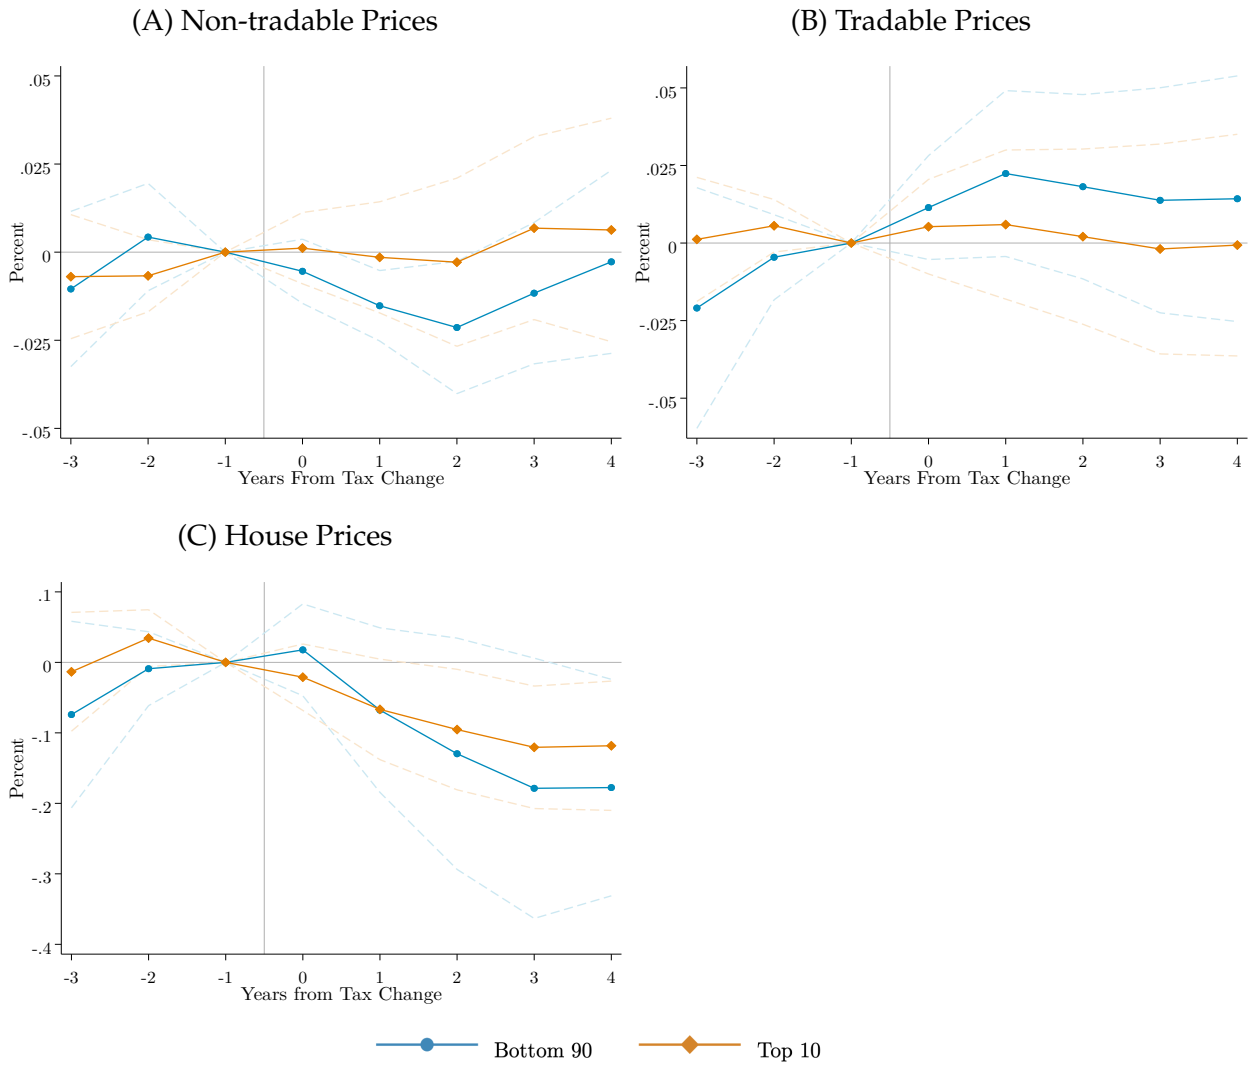 (A) Non-tradable Prices
.05
.025
0
-.025
-.05
Percent
-3 -2 -1 0 1 2 3 4
Years From Tax Change
(B) Tradable Prices
.05
.025
0
-.025
-.05
Percent
-3 -2 -1 0 1 2 3 4
Years From Tax Change
(C) House Prices
.1
0
-.1
-.2
-.3
-.4
Percent
-3 -2 -1 0 1 2 3 4
Years from Tax Change
Bottom 90 Top 10